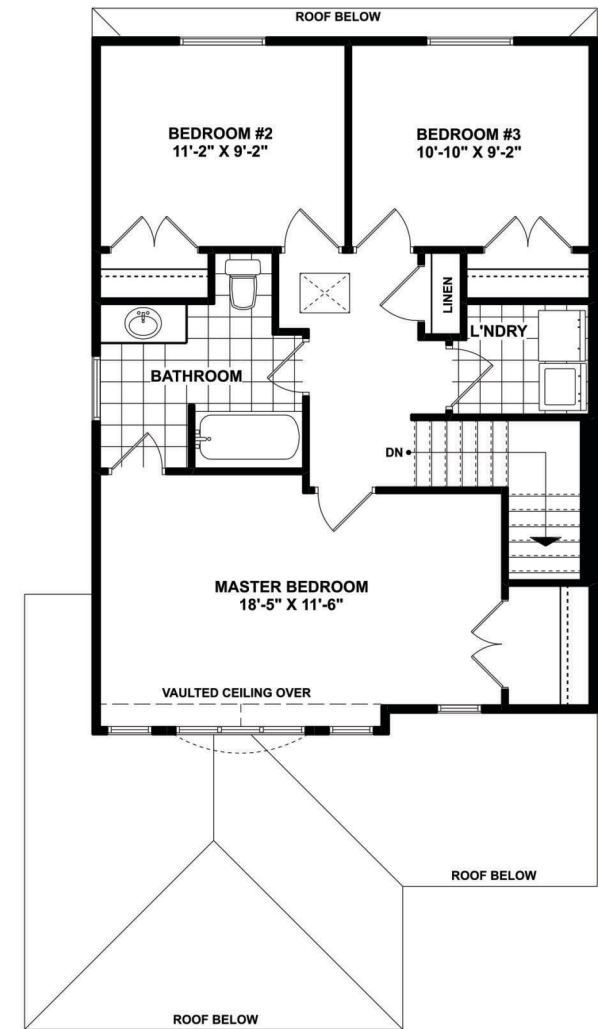 ROOF BELOW
BEDROOM #2
11'-2" X 9'-2"
BEDROOM #3
10'-10" X 9'-2"
LINEN
L'NDRY
BATHROOM
DN
MASTER BEDROOM
18'-5" X 11'-6"
VAULTED CEILING OVER
ROOF BELOW
ROOF BELOW